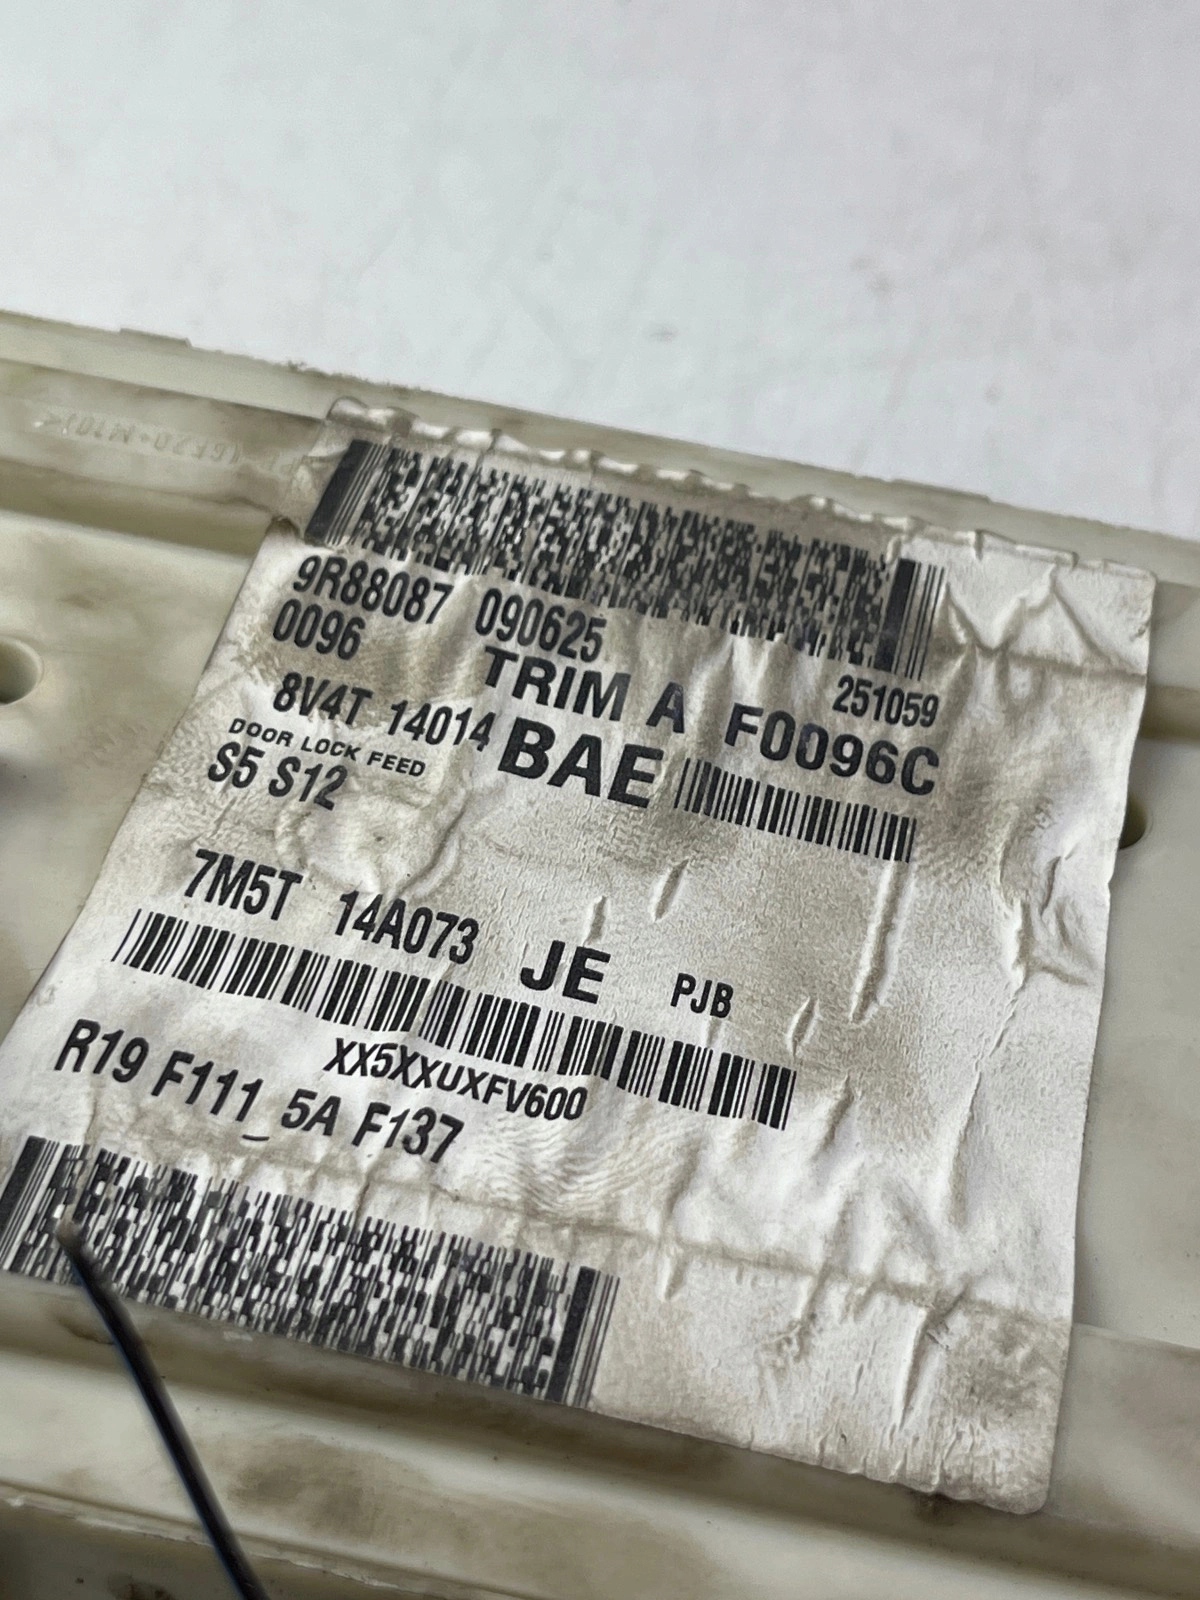 9R88087 090625
0096 251059
TRIM A F0096C
8V4T 14014 BAE
DOOR LOCK FEED
S5 S12
7M5T 14A073 JE PJB
XX5XXUXFV600
R19 F111_5A F137